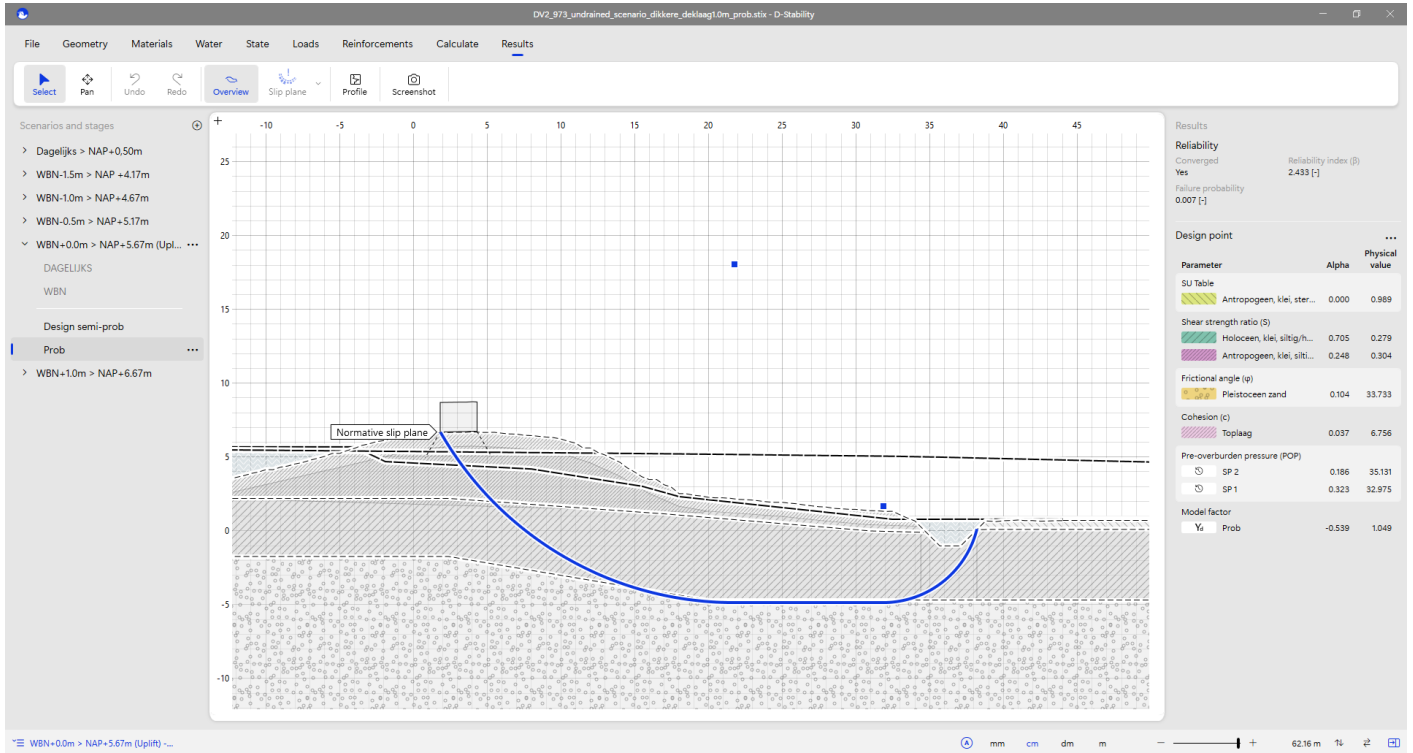 DV2_973_undrained_scenario_dikkere_deklaag1.0m_prob.stix - D-Stability
File Geometry Materials Water State Loads Reinforcements Calculate Results
Select Pan Undo Redo Overview Slip plane Profile Screenshot
Scenarios and stages
Dagelijks > NAP+0,50m
WBN-1.5m > NAP +4.17m
WBN-1.0m > NAP+4.67m
WBN-0.5m > NAP+5.17m
WBN+0.0m > NAP+5.67m (Upl... ...
DAGELIJKS
WBN
Design semi-prob
Prob ...
WBN+1.0m > NAP+6.67m
-10 -5 0 5 10 15 20 25 30 35 40 45
25
20
15
10
5
0
-5
-10
Normative slip plane
Results
Reliability
Converged Reliability index (β)
Yes 2.433 [-]
Failure probability
0.007 [-]
Design point ...
Parameter Alpha Physical value
SU Table
Antropogeen, klei, ster... 0.000 0.989
Shear strength ratio (S)
Holoceen, klei, siltig/h... 0.705 0.279
Antropogeen, klei, silti... 0.248 0.304
Frictional angle (φ)
Pleistoceen zand 0.104 33.733
Cohesion (c)
Toplaag 0.037 6.756
Pre-overburden pressure (POP)
SP 2 0.186 35.131
SP 1 0.323 32.975
Model factor
Yd Prob -0.539 1.049
WBN+0.0m > NAP+5.67m (Uplift) -...
A mm cm dm m
62.16 m